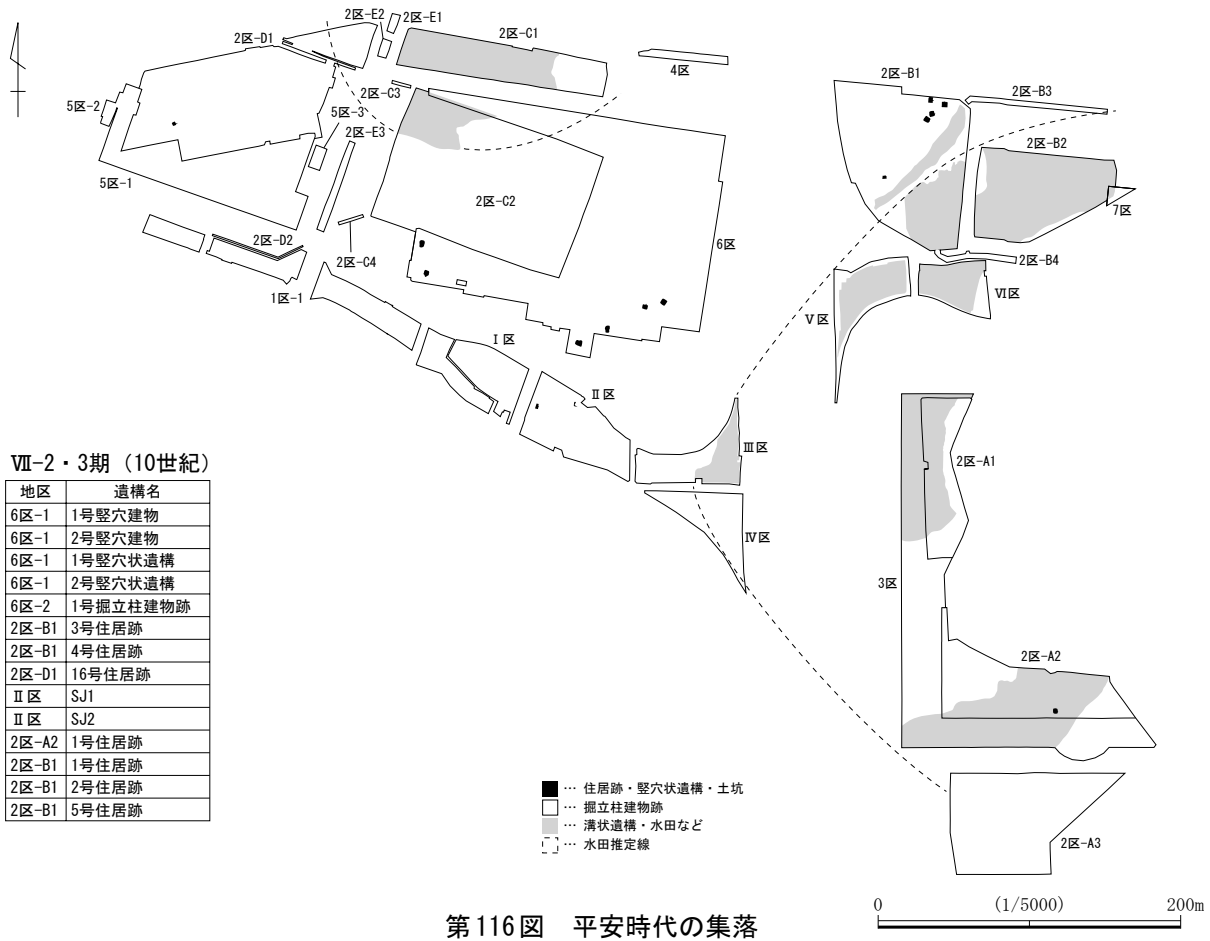 2区-E2
2区-E1
2区-D1
2区-C1
4区
2区-B1
2区-B3
5区-2
2区-C3
5区-3
2区-E3
2区-B2
5区-1
2区-C2
7区
6区
2区-D2
2区-C4
2区-B4
1区-1
Ⅵ区
Ⅴ区
Ⅰ区
Ⅱ区
Ⅲ区
2区-A1
Ⅳ区
3区
2区-A2
2区-A3
Ⅶ-2・3期（10世紀）
地区 遺構名
6区-1 1号竪穴建物
6区-1 2号竪穴建物
6区-1 1号竪穴状遺構
6区-1 2号竪穴状遺構
6区-2 1号掘立柱建物跡
2区-B1 3号住居跡
2区-B1 4号住居跡
2区-D1 16号住居跡
Ⅱ区 SJ1
Ⅱ区 SJ2
2区-A2 1号住居跡
2区-B1 1号住居跡
2区-B1 2号住居跡
2区-B1 5号住居跡
… 住居跡・竪穴状遺構・土坑
… 掘立柱建物跡
… 溝状遺構・水田など
… 水田推定線
0 (1/5000) 200m
第116図 平安時代の集落